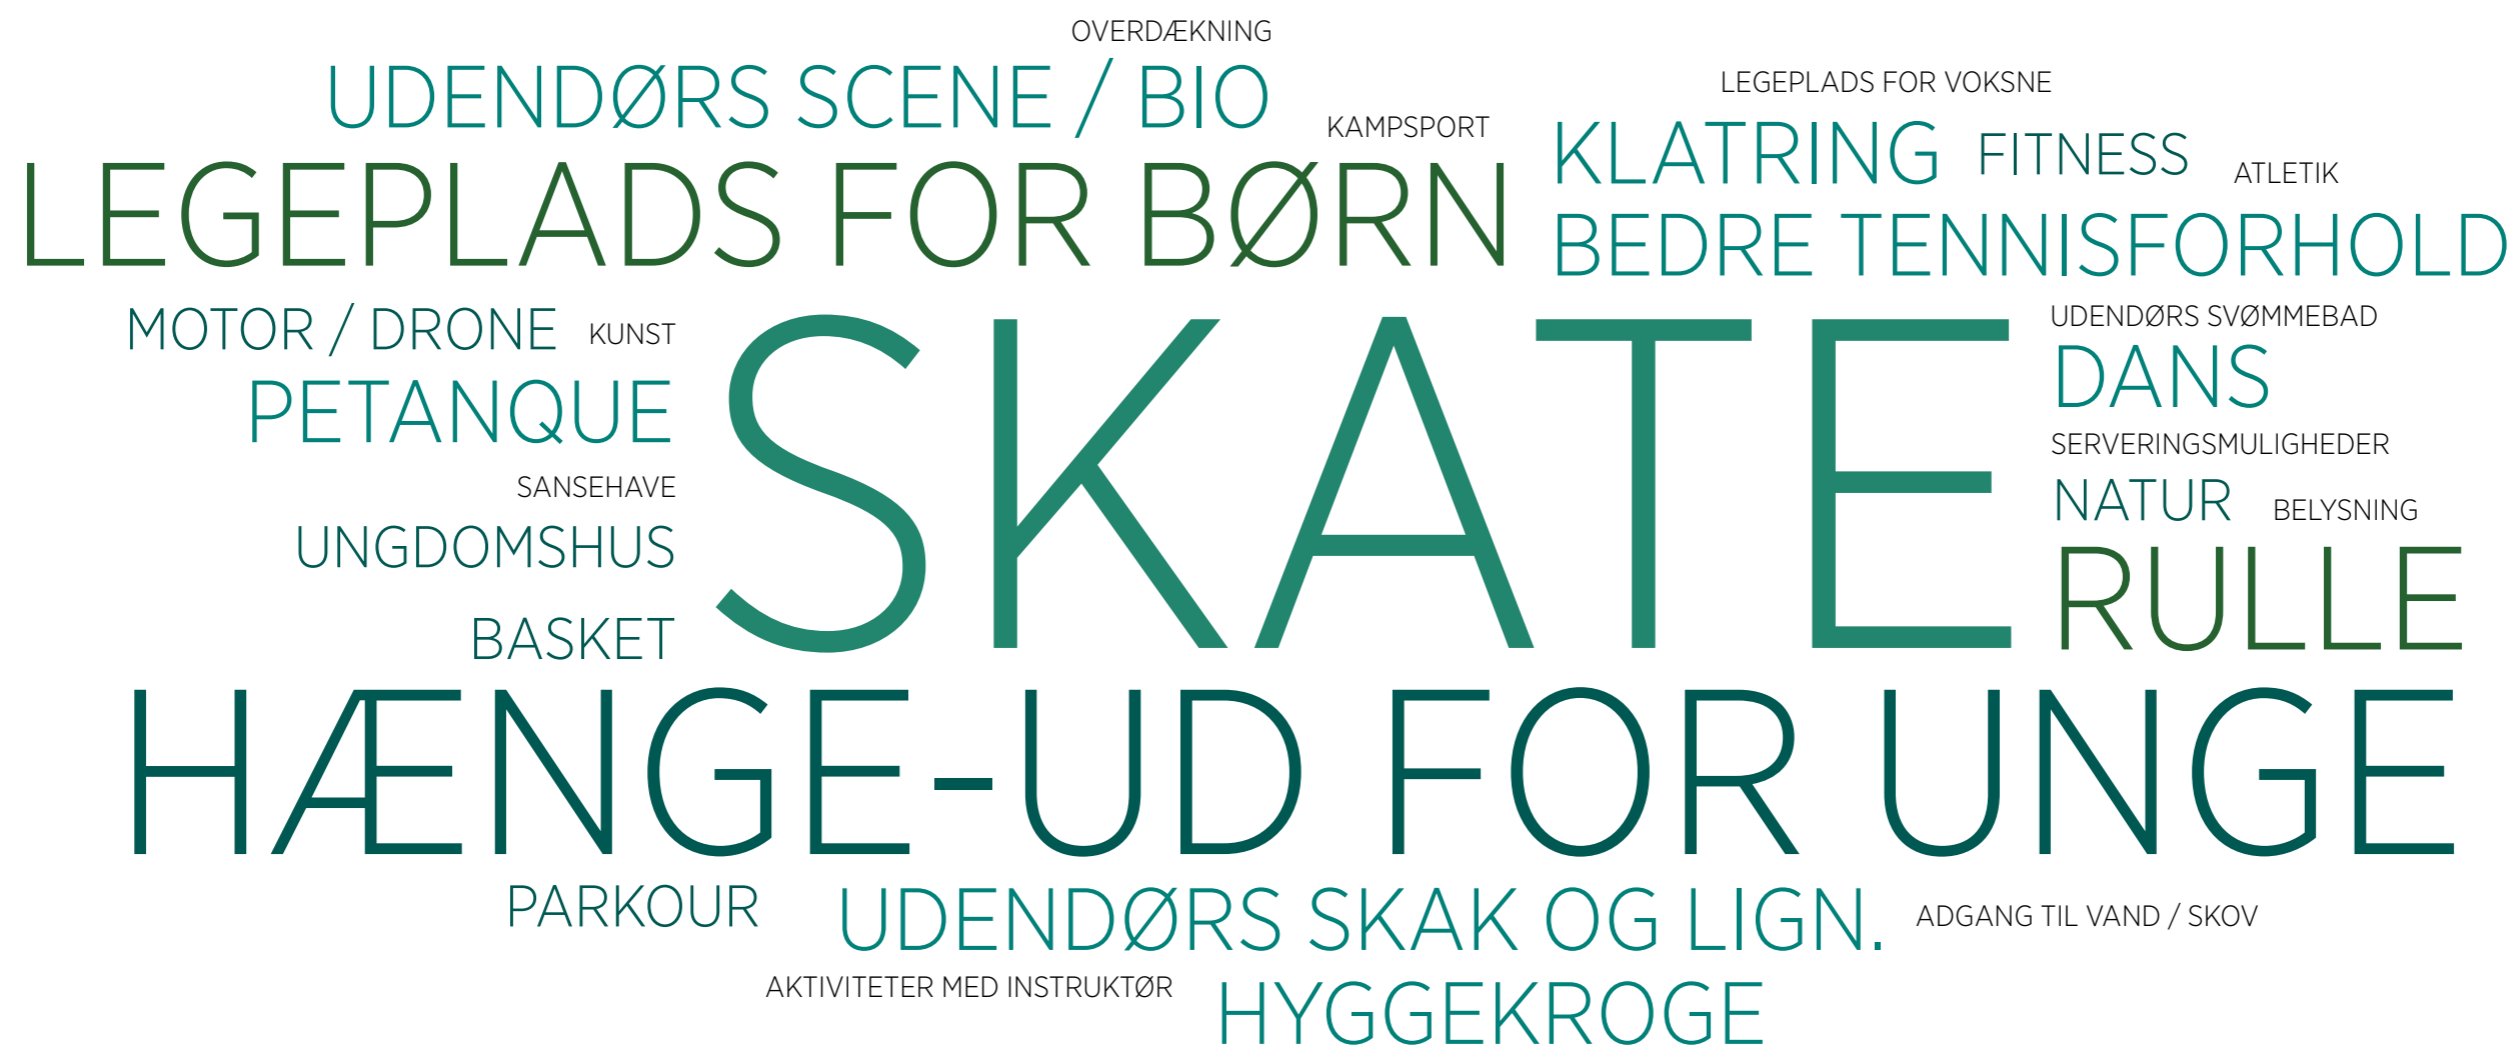 OVERDÆKNING
UDENDØRS SCENE / BIO
LEGEPLADS FOR VOKSNE
KAMPSPORT
KLATRING
FITNESS
ATLETIK
LEGEPLADS FOR BØRN
BEDRE TENNISFORHOLD
MOTOR / DRONE
KUNST
SKATE
UDENDØRS SVØMMEBAD
PETANQUE
DANS
SERVERINGSMULIGHEDER
SANSEHAVE
NATUR
BELYSNING
UNGDOMSHUS
RULLE
BASKET
HÆNGE-UD FOR UNGE
PARKOUR
UDENDØRS SKAK OG LIGN.
ADGANG TIL VAND / SKOV
AKTIVITETER MED INSTRUKTØR
HYGGEKROGE